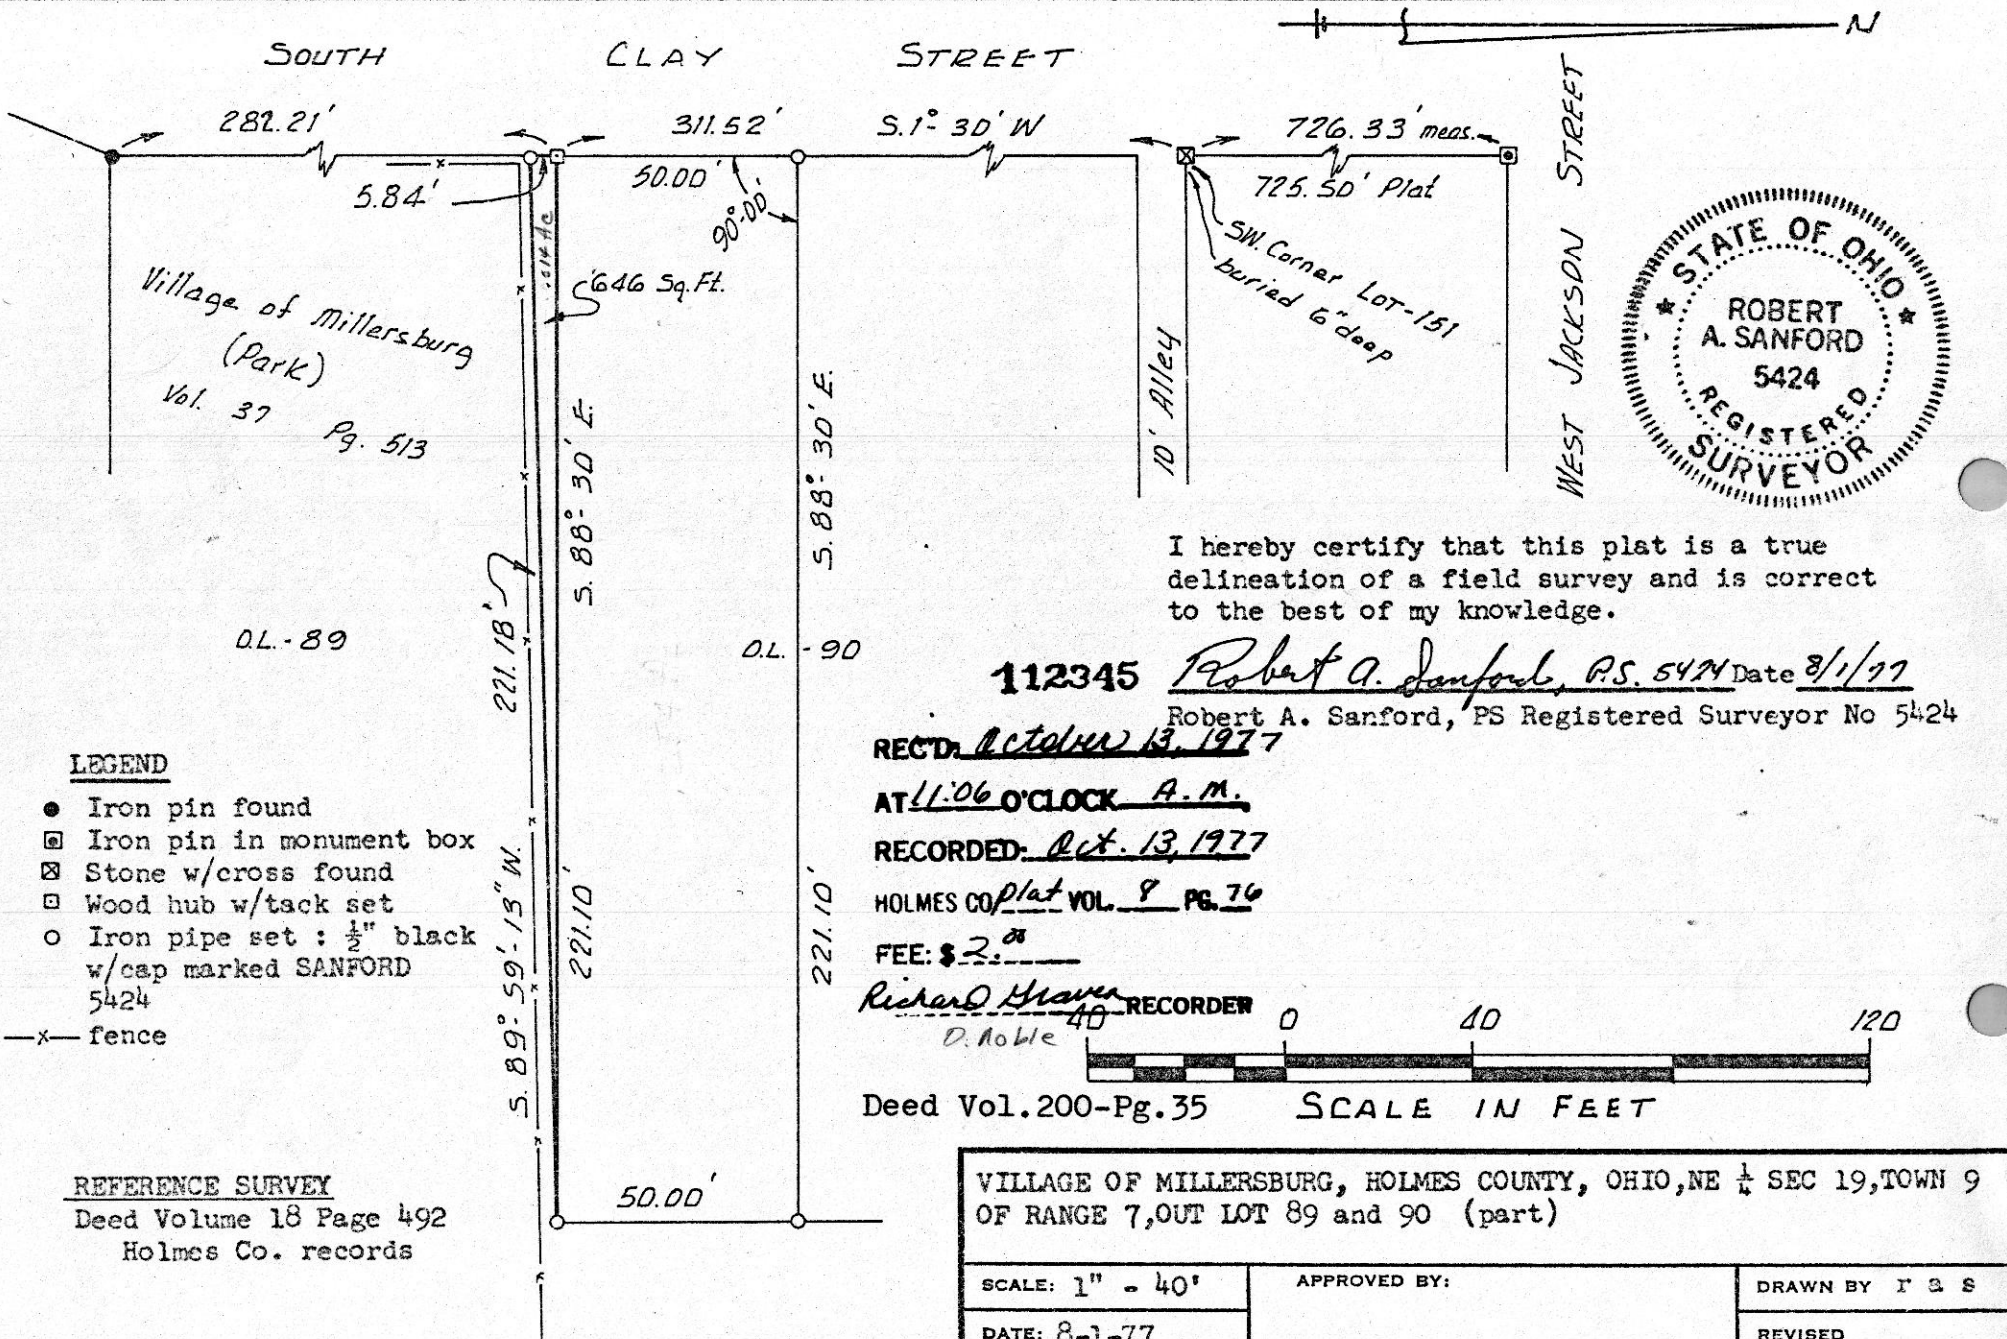 N
SOUTH CLAY STREET
282.21' 311.52' S.1°-30' W 726.33' meas.
5.84' 50.00' 725.50' Plat
90°-00'
.014 Ac
646 Sq.Ft.
SW. Corner LOT-151
buried 6" deep
Village of Millersburg
(Park)
Vol. 37 Pg. 513
10' Alley
WEST JACKSON STREET
STATE OF OHIO
ROBERT
A. SANFORD
5424
REGISTERED
SURVEYOR
S. 88°-30' E.
S. 88°-30' E.
221.18'
S. 89°-59'-13" W.
221.10'
221.10'
O.L.-89
O.L.-90
50.00'
I hereby certify that this plat is a true
delineation of a field survey and is correct
to the best of my knowledge.
112345 Robert A. Sanford, P.S. 5424 Date 8/1/77
Robert A. Sanford, PS Registered Surveyor No 5424
REC'D: October 13, 1977
AT 11:06 O'CLOCK A.M.
RECORDED: Oct. 13, 1977
HOLMES CO Plat VOL. 8 PG. 76
FEE: $ 2.00
Richard Graven RECORDER
D. Noble
40 0 40 120
Deed Vol.200-Pg.35 SCALE IN FEET
LEGEND
Iron pin found
Iron pin in monument box
Stone w/cross found
Wood hub w/tack set
Iron pipe set : ½" black
w/cap marked SANFORD
5424
—x— fence
REFERENCE SURVEY
Deed Volume 18 Page 492
Holmes Co. records
VILLAGE OF MILLERSBURG, HOLMES COUNTY, OHIO,NE ¼ SEC 19,TOWN 9
OF RANGE 7,OUT LOT 89 and 90 (part)
SCALE: 1" - 40' APPROVED BY: DRAWN BY r a s
DATE: 8-1-77 REVISED